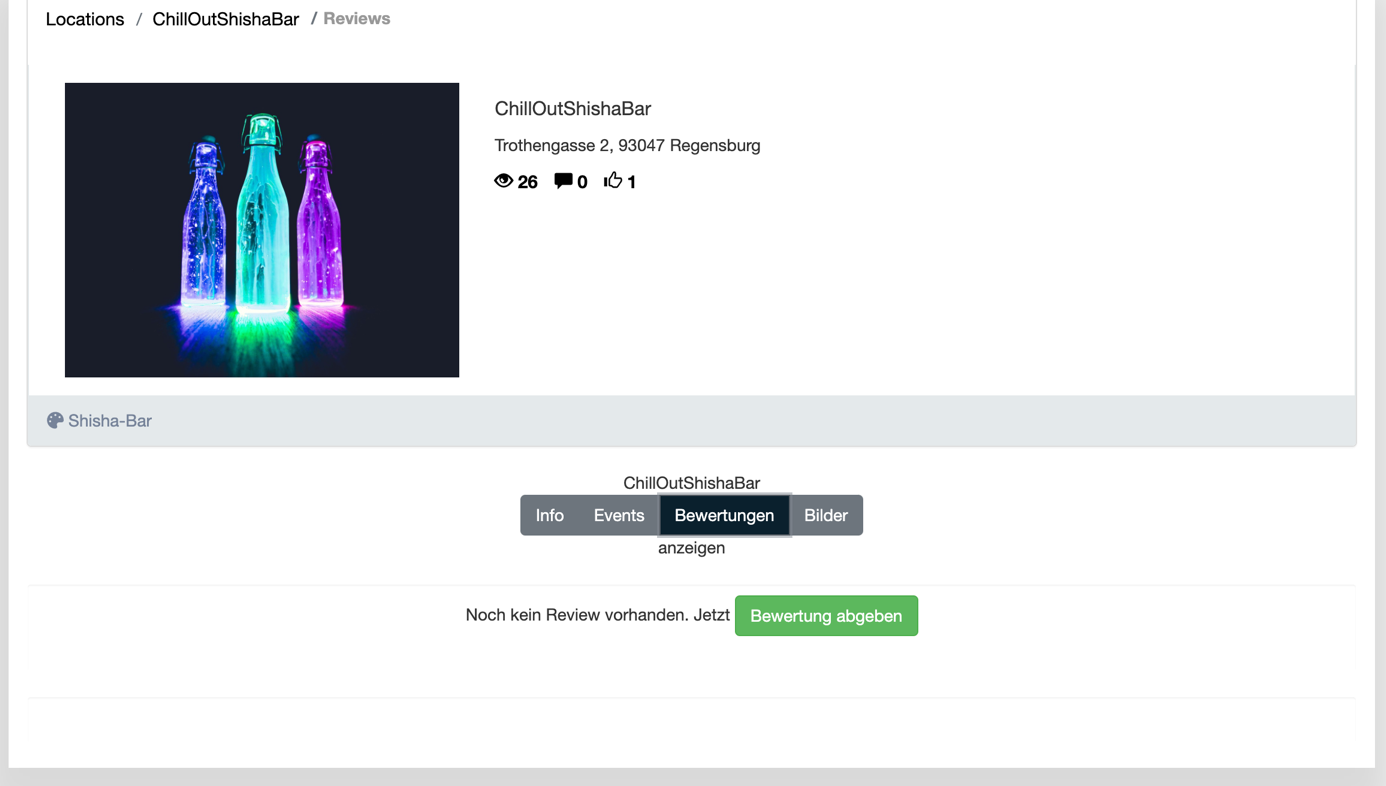 Locations / ChillOutShishaBar / Reviews
ChillOutShishaBar
Trothengasse 2, 93047 Regensburg
26 0 1
Shisha-Bar
ChillOutShishaBar
Info Events Bewertungen Bilder
anzeigen
Noch kein Review vorhanden. Jetzt Bewertung abgeben